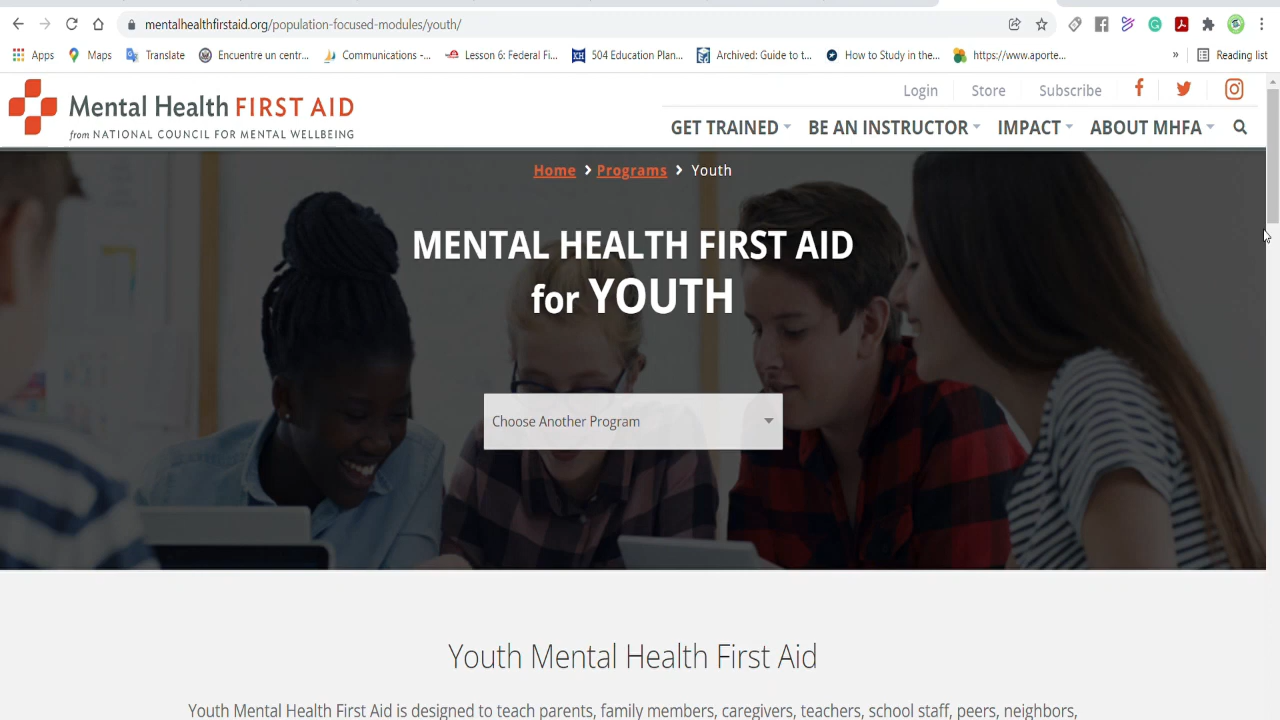 mentalhealthfirstaid.org/population-focused-modules/youth/
Apps Maps Translate Encuentre un centr... Communications -... Lesson 6: Federal Fi... 504 Education Plan... Archived: Guide to t... How to Study in the... https://www.aporte... » Reading list
Login Store Subscribe
Mental Health FIRST AID
from NATIONAL COUNCIL FOR MENTAL WELLBEING
GET TRAINED BE AN INSTRUCTOR IMPACT ABOUT MHFA
Home > Programs > Youth
MENTAL HEALTH FIRST AID
for YOUTH
Choose Another Program
Youth Mental Health First Aid
Youth Mental Health First Aid is designed to teach parents, family members, caregivers, teachers, school staff, peers, neighbors,